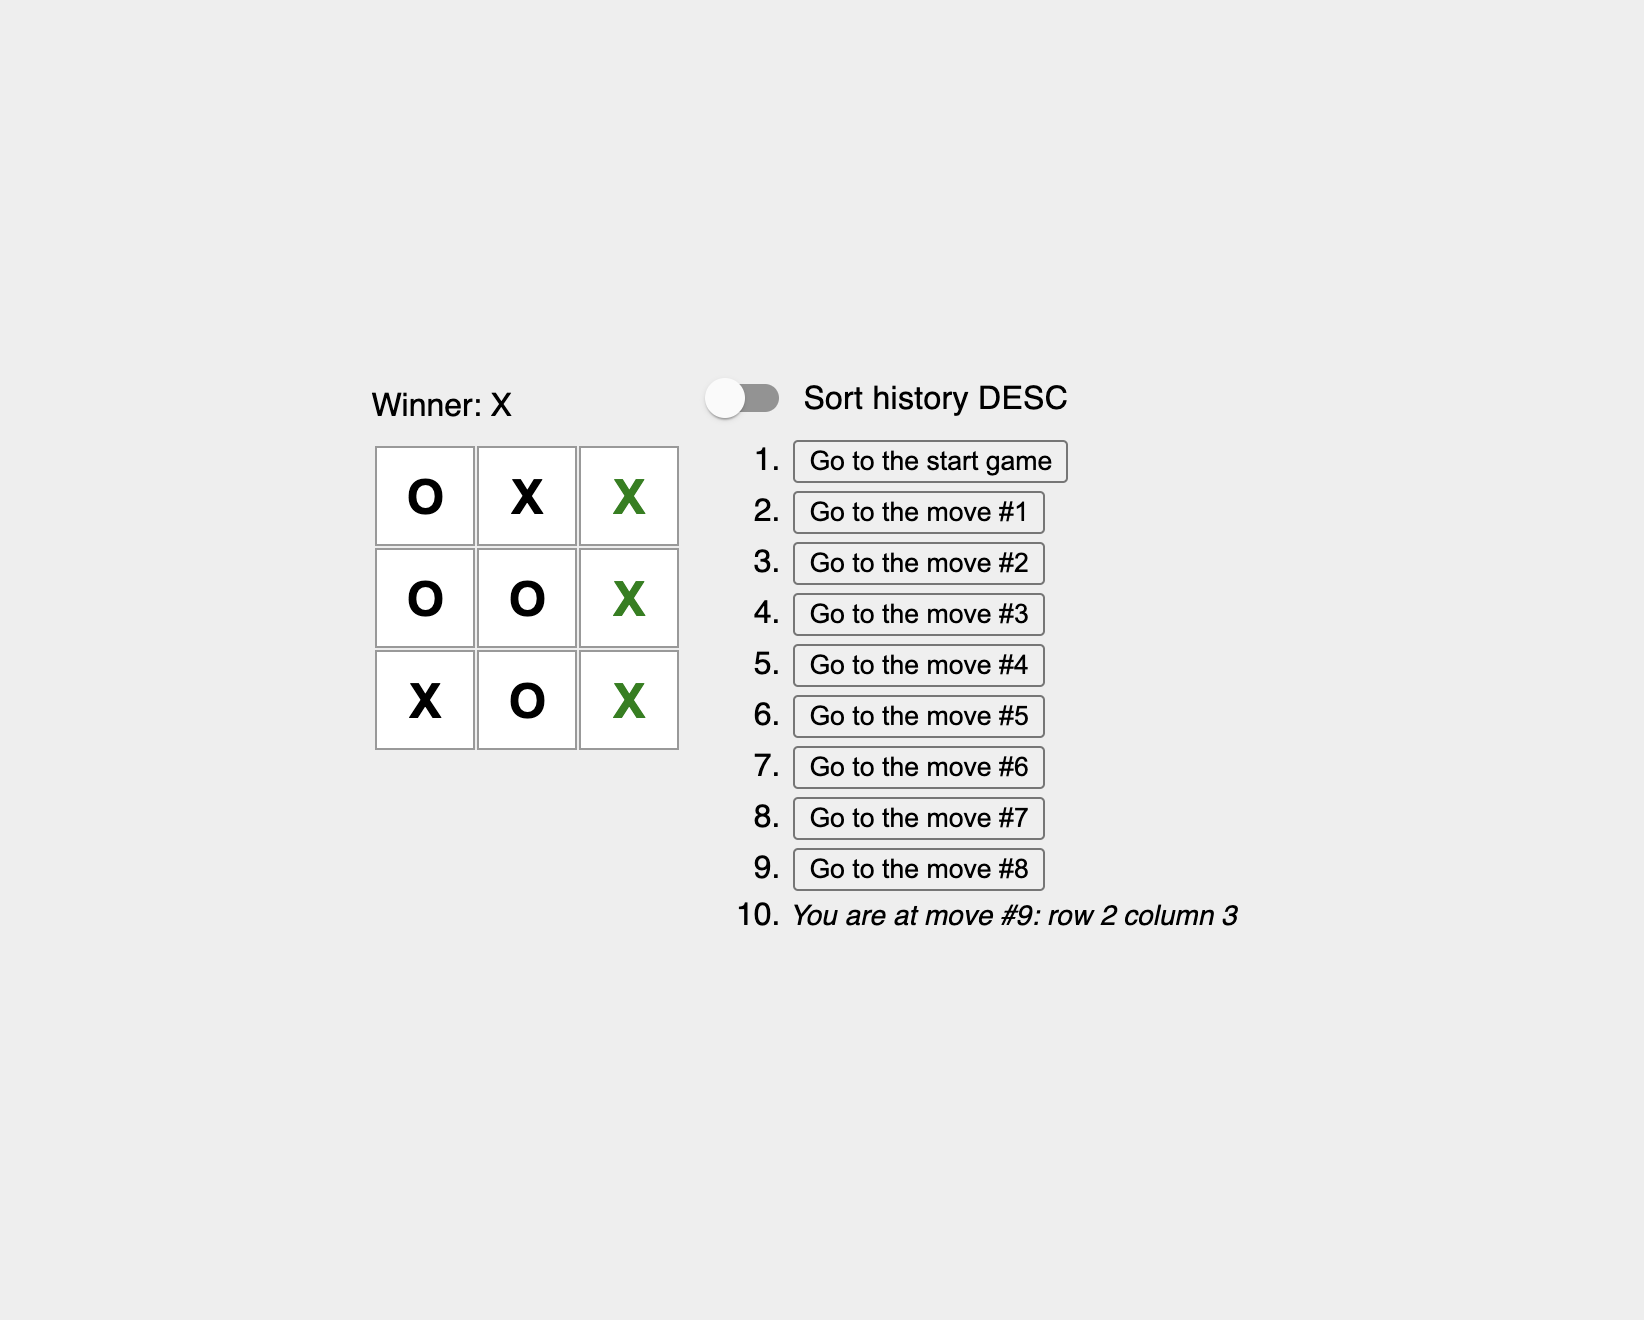 Winner: X
O X X
O O X
X O X
Sort history DESC
1. Go to the start game
2. Go to the move #1
3. Go to the move #2
4. Go to the move #3
5. Go to the move #4
6. Go to the move #5
7. Go to the move #6
8. Go to the move #7
9. Go to the move #8
10. You are at move #9: row 2 column 3